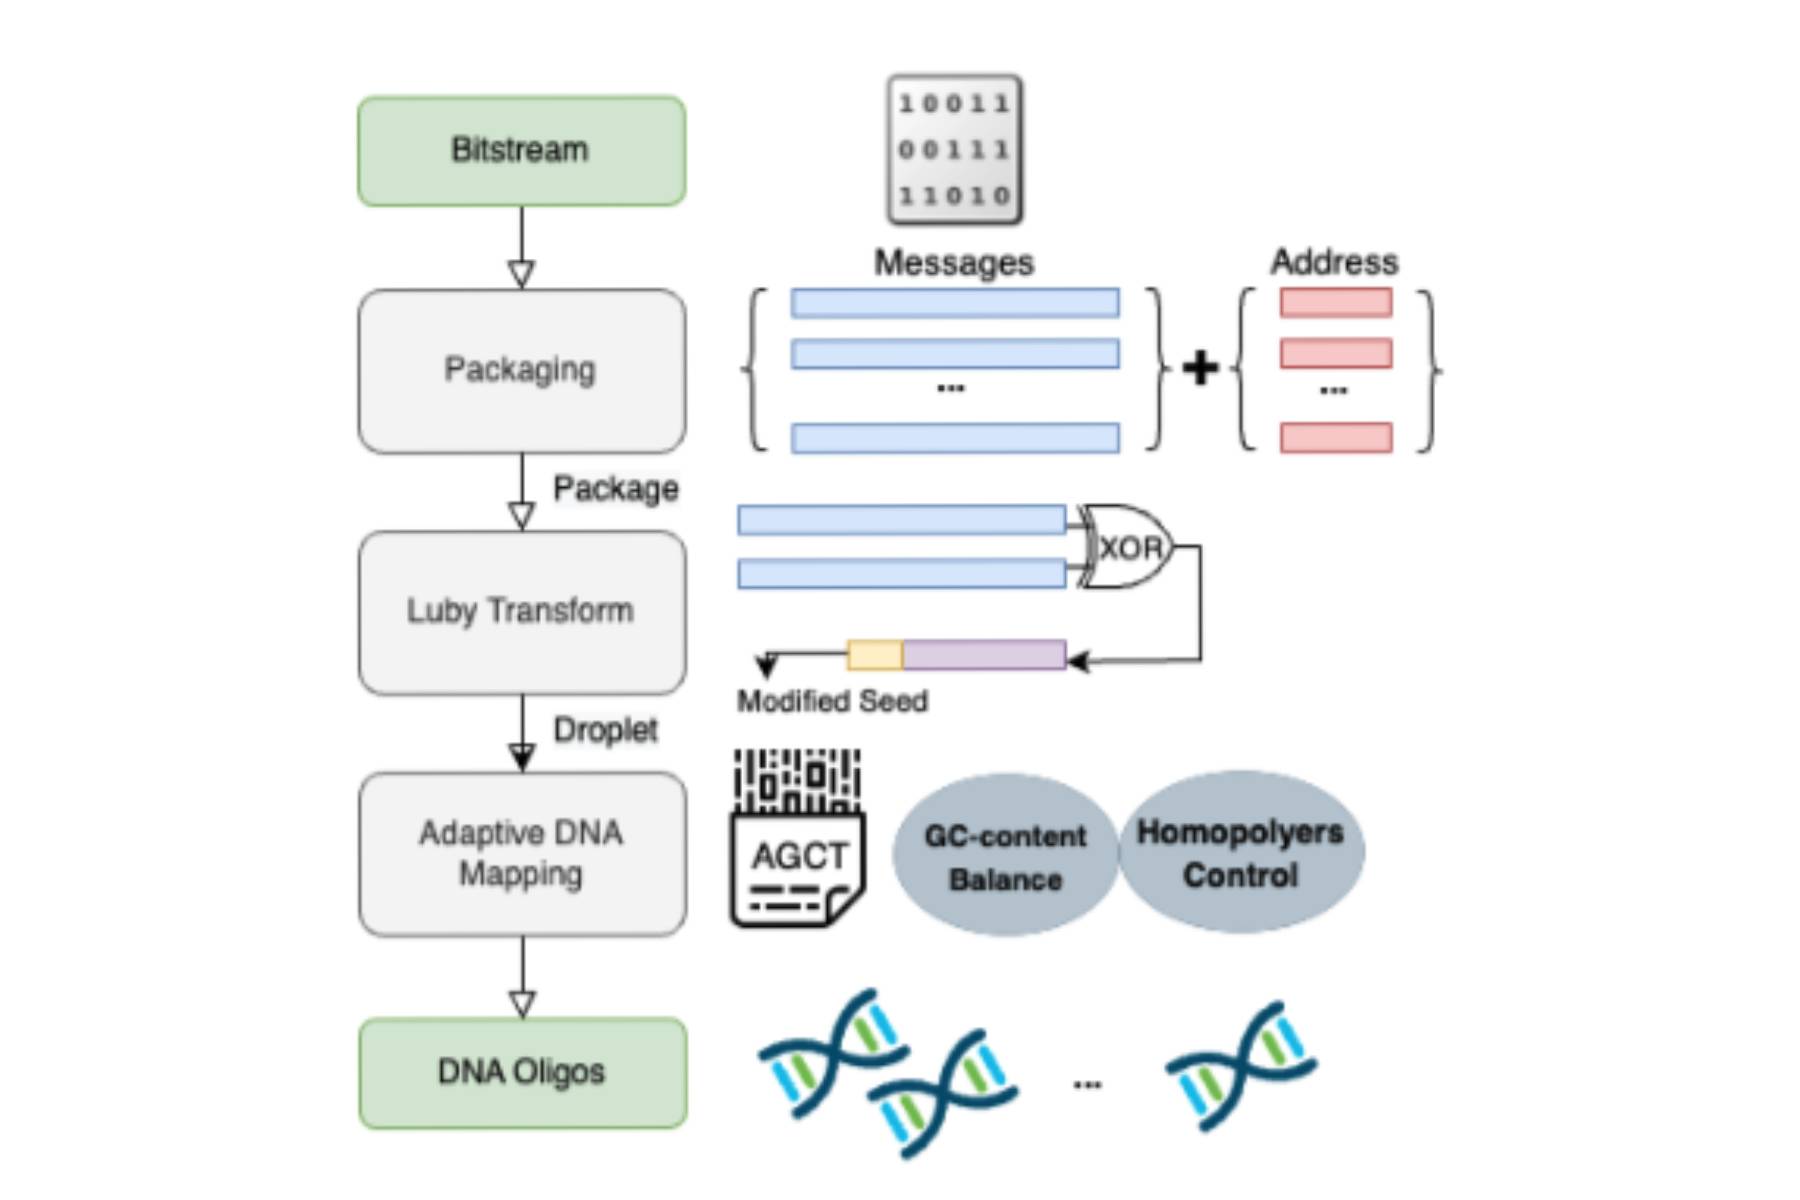 Bitstream
1 0 0 1 1
0 0 1 1 1
1 1 0 1 0
Messages
Address
Packaging
...
+
...
Package
XOR
Luby Transform
Modified Seed
Droplet
Adaptive DNA
Mapping
AGCT
GC-content
Balance
Homopolyers
Control
DNA Oligos
...